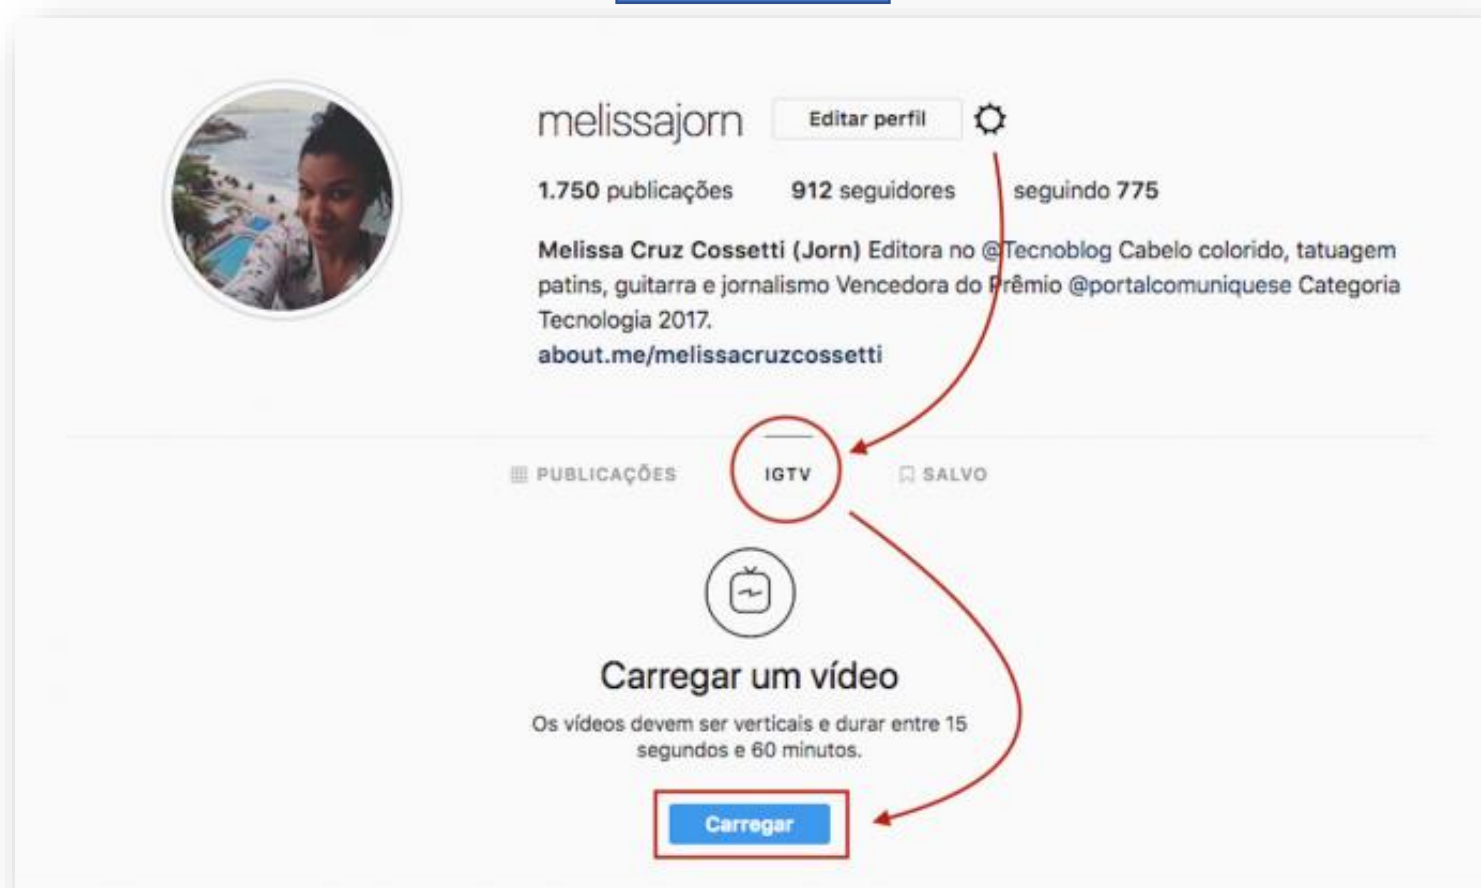 melissajorn Editar perfil
1.750 publicações 912 seguidores seguindo 775
Melissa Cruz Cossetti (Jorn) Editora no @Tecnoblog Cabelo colorido, tatuagem
patins, guitarra e jornalismo Vencedora do Prêmio @portalcomuniquese Categoria
Tecnologia 2017.
about.me/melissacruzcossetti
PUBLICAÇÕES IGTV SALVO
Carregar um vídeo
Os vídeos devem ser verticais e durar entre 15
segundos e 60 minutos.
Carregar